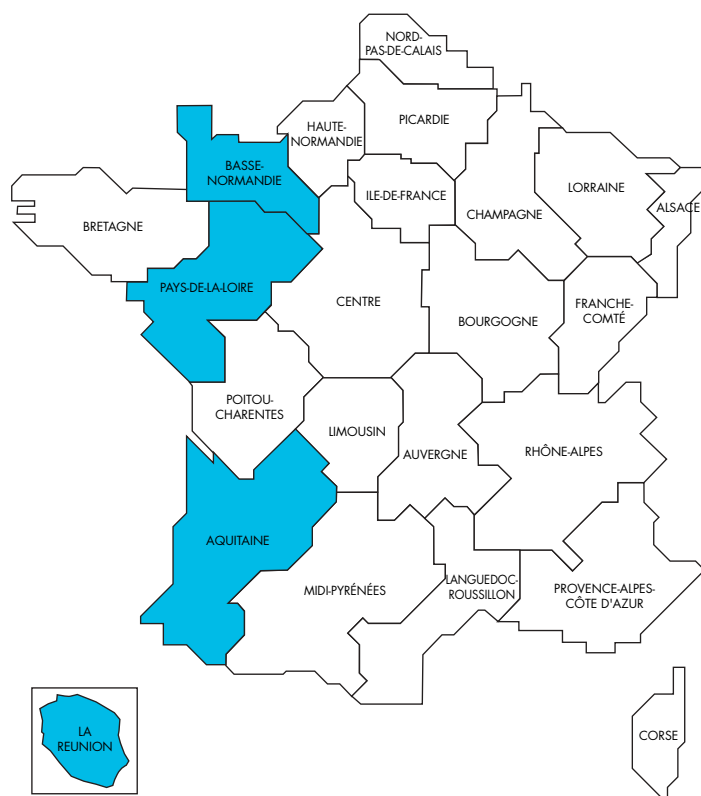 NORD-
PAS-DE-CALAIS
HAUTE-
NORMANDIE
PICARDIE
BASSE-
NORMANDIE
ILE-DE-FRANCE
LORRAINE
CHAMPAGNE
ALSACE
BRETAGNE
PAYS-DE-LA-LOIRE
CENTRE
BOURGOGNE
FRANCHE-
COMTÉ
POITOU-
CHARENTES
LIMOUSIN
AUVERGNE
RHÔNE-ALPES
AQUITAINE
MIDI-PYRÉNÉES
LANGUEDOC-
ROUSSILLON
PROVENCE-ALPES-
CÔTE D'AZUR
LA
REUNION
CORSE